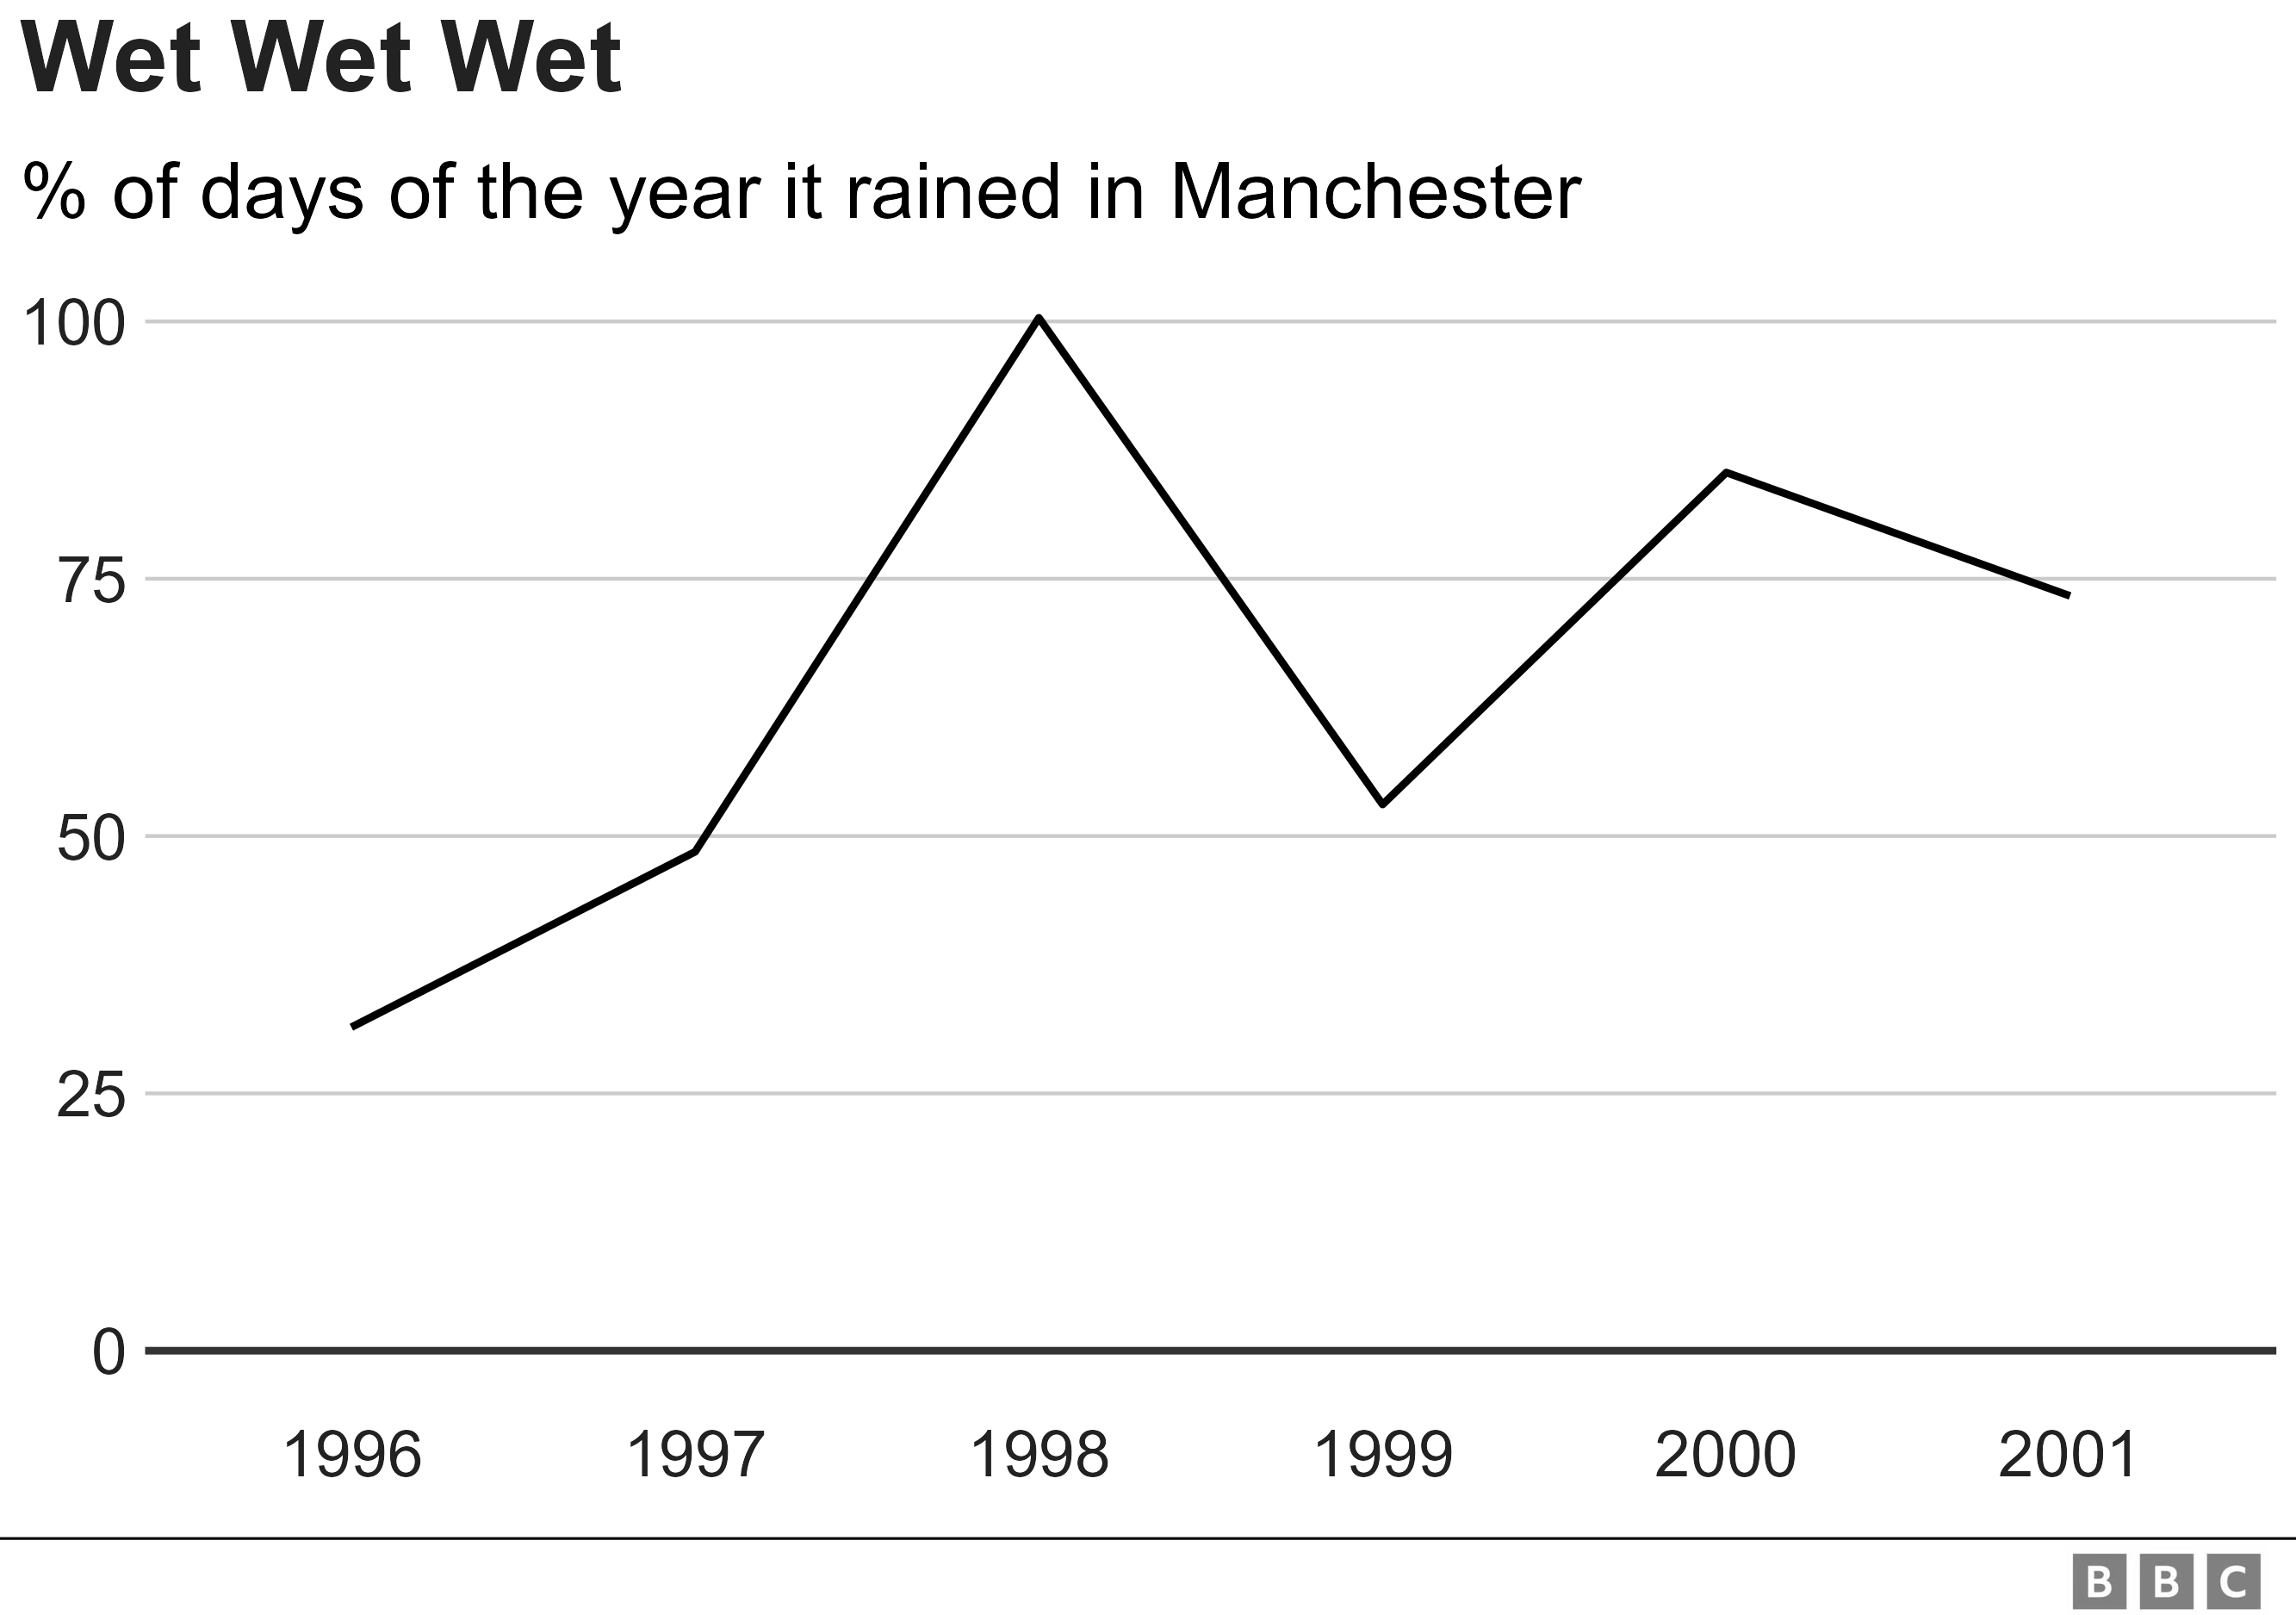 Wet Wet Wet
% of days of the year it rained in Manchester
100
75
50
25
0
1996 1997 1998 1999 2000 2001
BBC